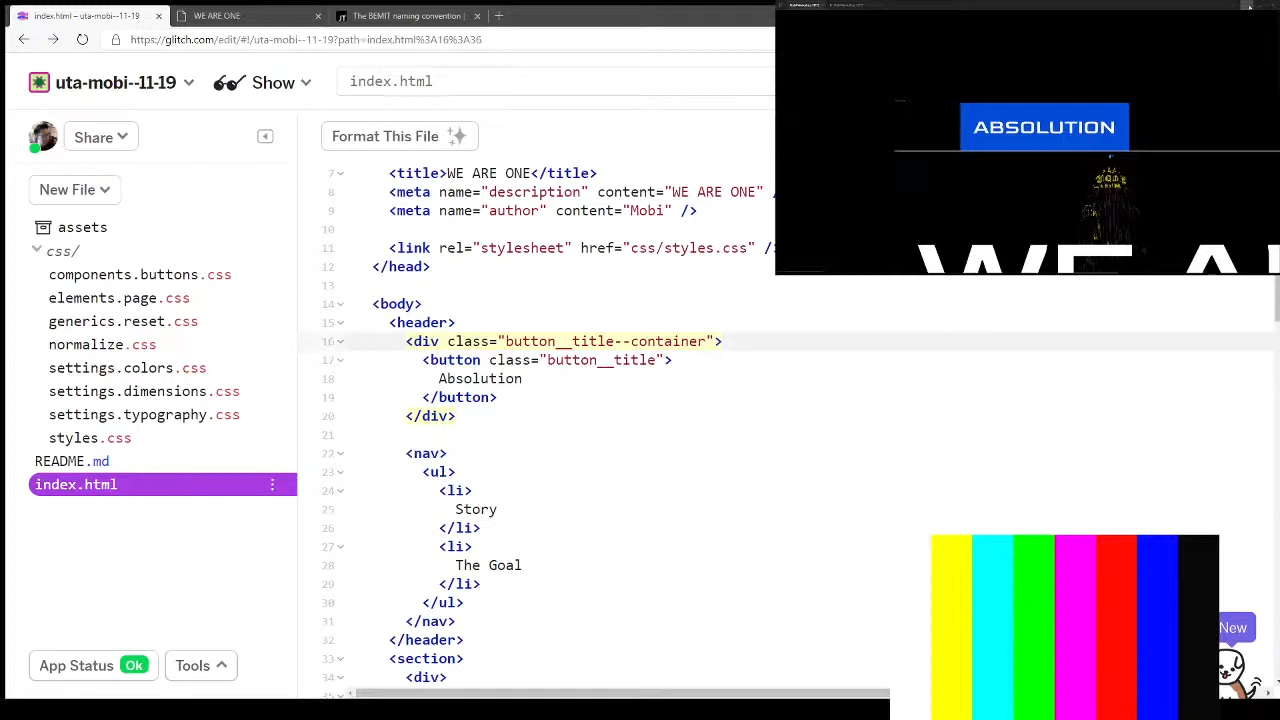 index.html – uta-mobi--11-19
WE ARE ONE
The BEMIT naming convention |
https://glitch.com/edit/#!/uta-mobi--11-19?path=index.html%3A16%3A36
uta-mobi--11-19
Show
index.html
Share
Format This File
New File
assets
css/
components.buttons.css
elements.page.css
generics.reset.css
normalize.css
settings.colors.css
settings.dimensions.css
settings.typography.css
styles.css
README.md
index.html
App Status Ok
Tools
7 <title>WE ARE ONE</title>
8 <meta name="description" content="WE ARE ONE"
9 <meta name="author" content="Mobi" />
10
11 <link rel="stylesheet" href="css/styles.css" /
12 </head>
13
14 <body>
15 <header>
16 <div class="button__title--container">
17 <button class="button__title">
18 Absolution
19 </button>
20 </div>
21
22 <nav>
23 <ul>
24 <li>
25 Story
26 </li>
27 <li>
28 The Goal
29 </li>
30 </ul>
31 </nav>
32 </header>
33 <section>
34 <div>
ABSOLUTION
WE A
New